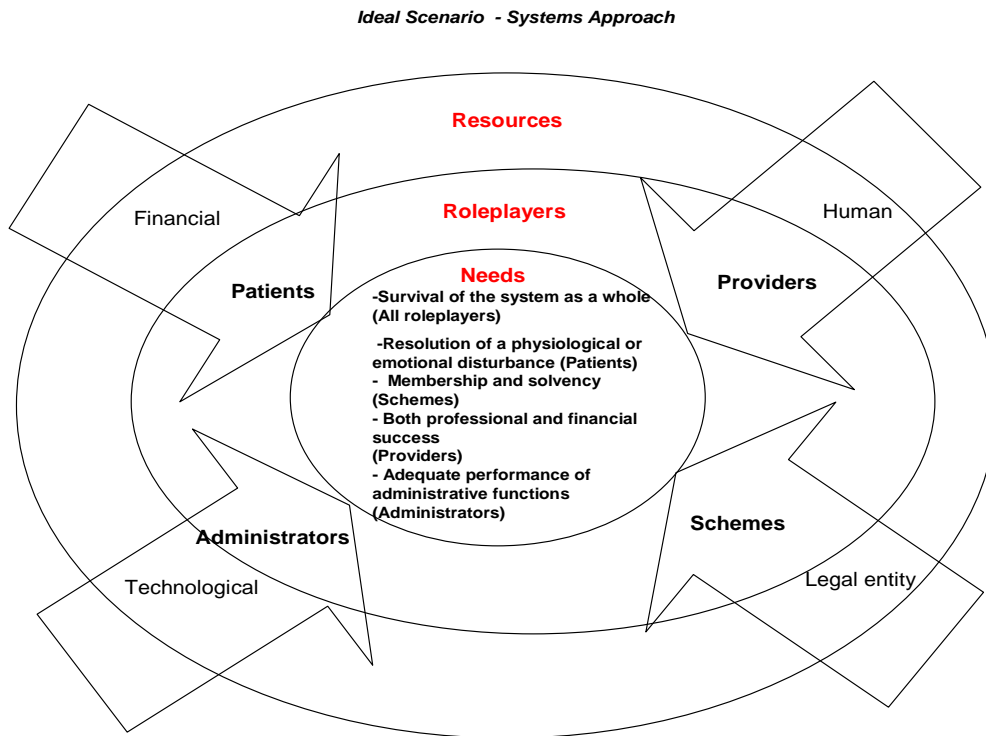 Ideal Scenario - Systems Approach
Resources
Financial
Human
Roleplayers
Patients
Providers
Needs
-Survival of the system as a whole
(All roleplayers)
-Resolution of a physiological or
emotional disturbance (Patients)
- Membership and solvency
(Schemes)
- Both professional and financial
success
(Providers)
- Adequate performance of
administrative functions
(Administrators)
Administrators
Schemes
Technological
Legal entity